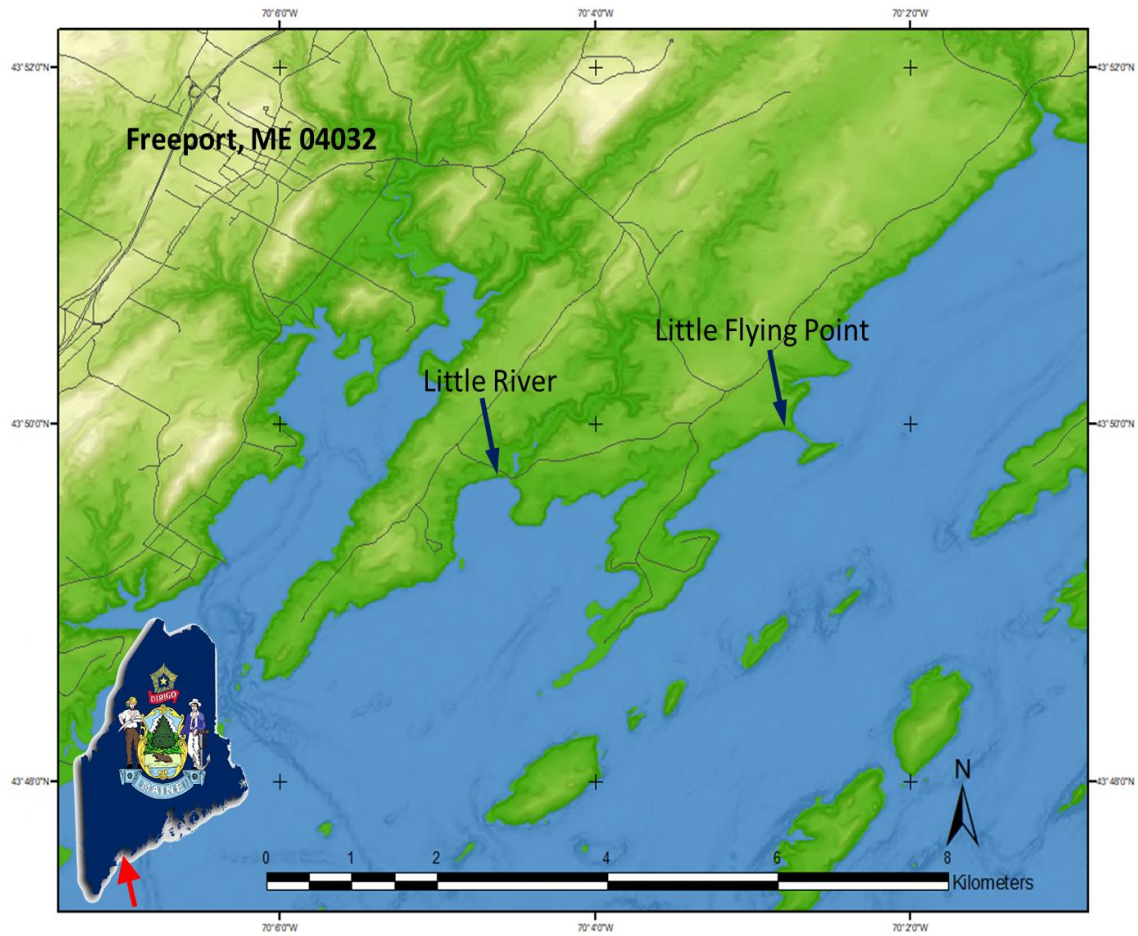 70°6'0"W 70°4'0"W 70°2'0"W
43°52'0"N 43°52'0"N
Freeport, ME 04032
Little Flying Point
Little River
43°50'0"N 43°50'0"N
DIRIGO
MAINE
43°48'0"N 43°48'0"N
N
0 1 2 4 6 8
Kilometers
70°6'0"W 70°4'0"W 70°2'0"W